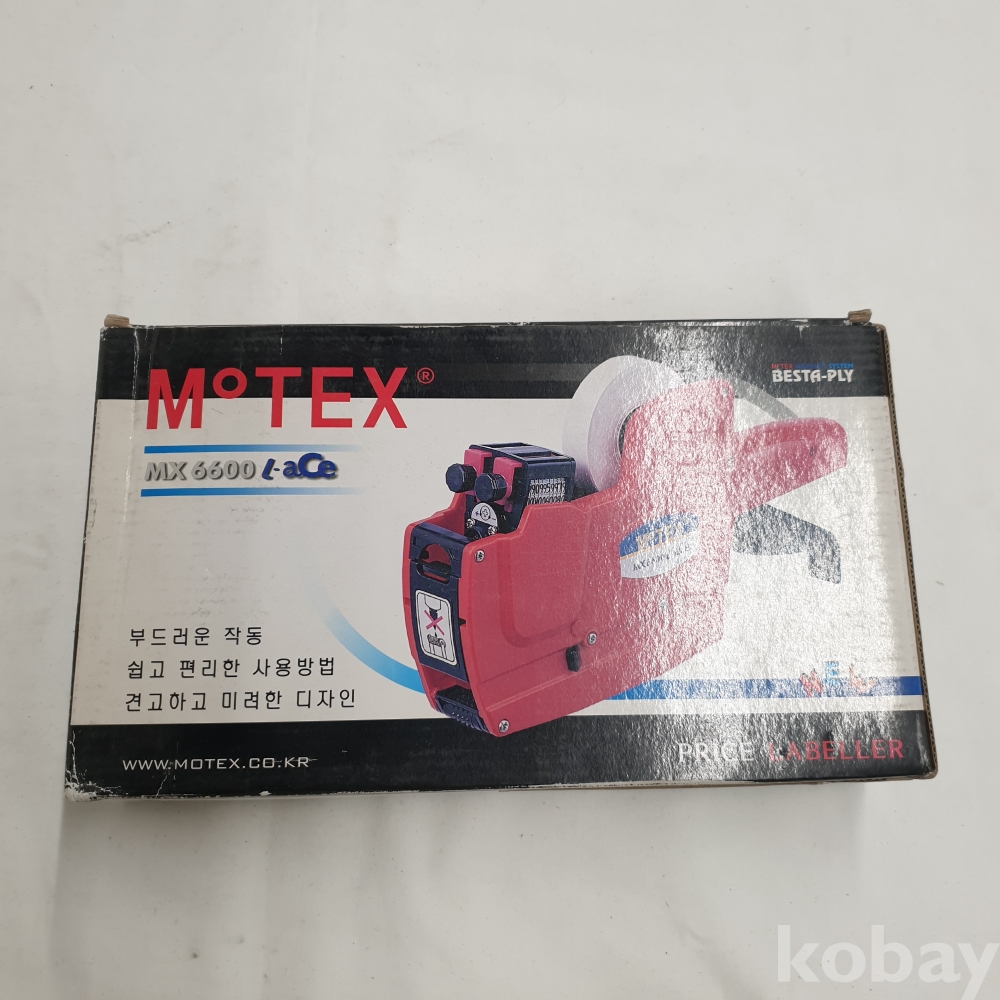 MOTEX®
BESTA-PLY
MX 6600 L-aCe
부드러운 작동
쉽고 편리한 사용방법
견고하고 미려한 디자인
WWW.MOTEX.CO.KR
PRICE LABELLER
kobay